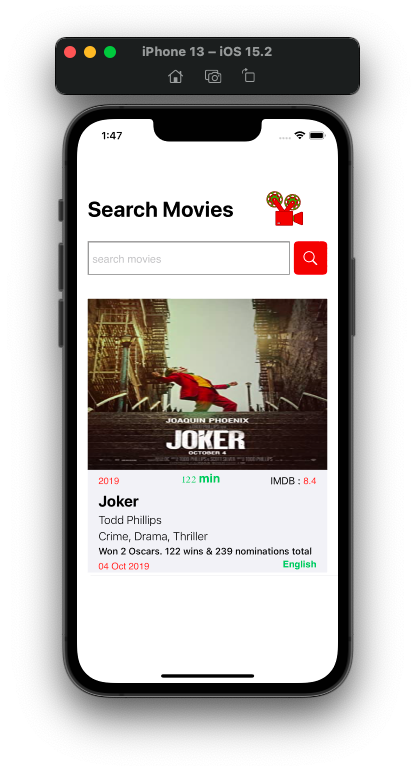 iPhone 13 – iOS 15.2
1:47
Search Movies
search movies
JOAQUIN PHOENIX
JOKER
OCTOBER 4
2019 122 min IMDB : 8.4
Joker
Todd Phillips
Crime, Drama, Thriller
Won 2 Oscars. 122 wins & 239 nominations total
04 Oct 2019 English